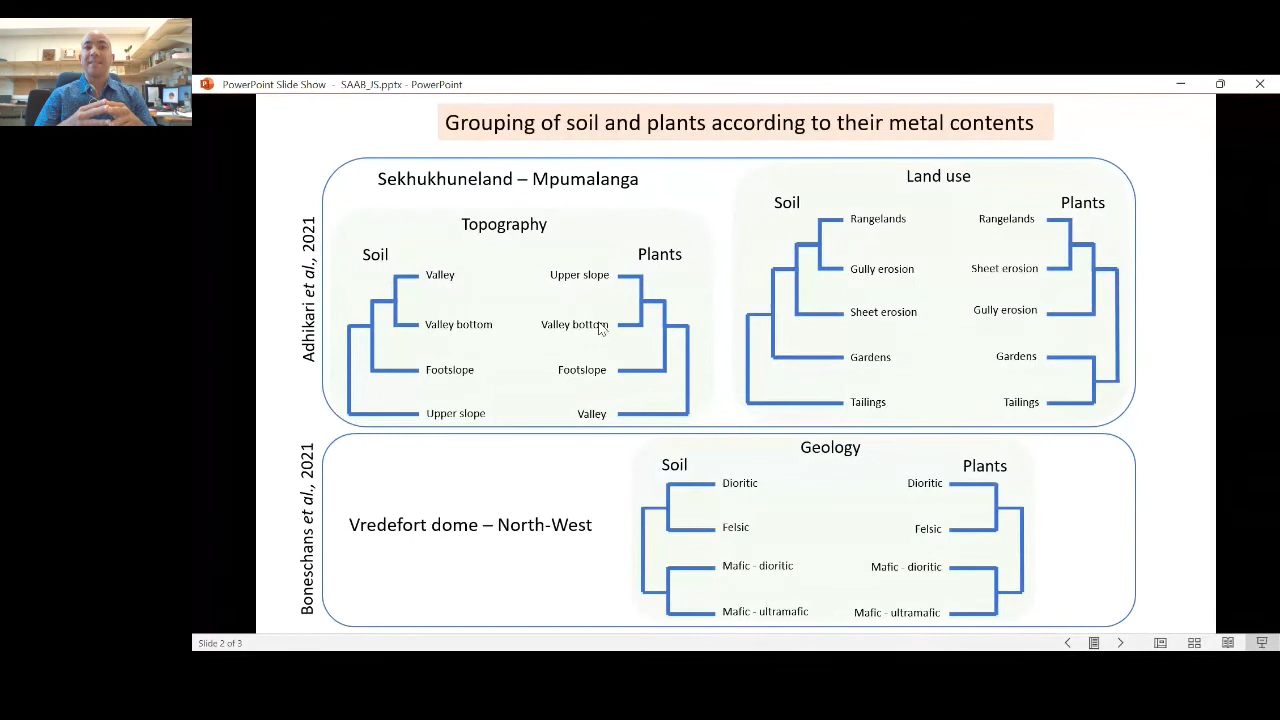 PowerPoint Slide Show - SAAB_JS.pptx - PowerPoint
Grouping of soil and plants according to their metal contents
Adhikari et al., 2021
Sekhukhuneland – Mpumalanga
Topography
Soil
Plants
Valley
Upper slope
Valley bottom
Valley bottom
Footslope
Footslope
Upper slope
Valley
Land use
Soil
Plants
Rangelands
Rangelands
Gully erosion
Sheet erosion
Sheet erosion
Gully erosion
Gardens
Gardens
Tailings
Tailings
Boneschans et al., 2021
Vredefort dome – North-West
Geology
Soil
Plants
Dioritic
Dioritic
Felsic
Felsic
Mafic - dioritic
Mafic - dioritic
Mafic - ultramafic
Mafic - ultramafic
Slide 2 of 3